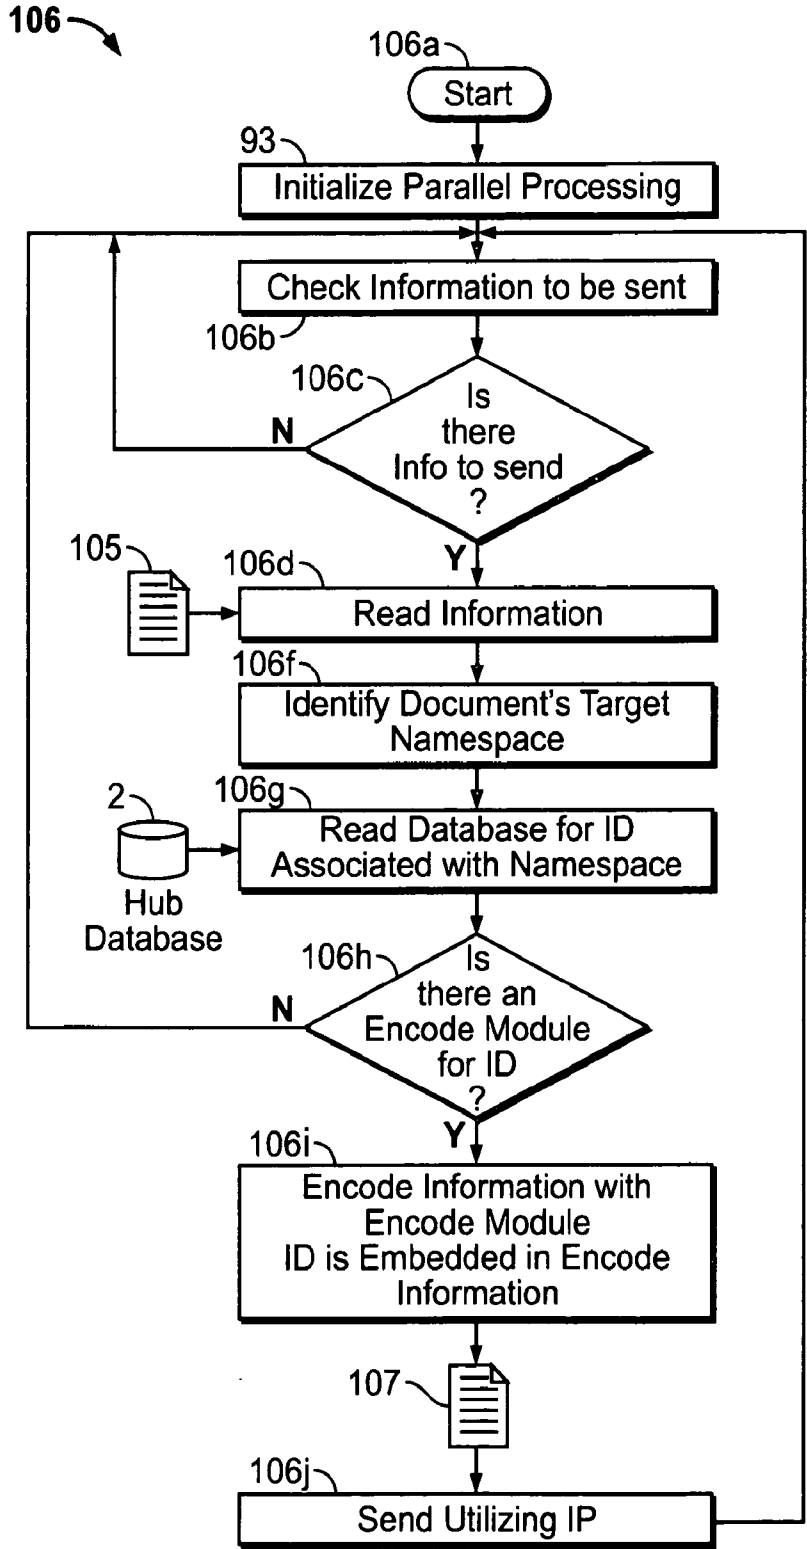 106
106a
Start
93
Initialize Parallel Processing
Check Information to be sent
106b
106c
Is
there
Info to send
?
N
Y
105
106d
Read Information
106f
Identify Document's Target
Namespace
106g
2
Read Database for ID
Associated with Namespace
Hub
Database
106h
Is
there an
Encode Module
for ID
?
N
Y
106i
Encode Information with
Encode Module
ID is Embedded in Encode
Information
107
106j
Send Utilizing IP